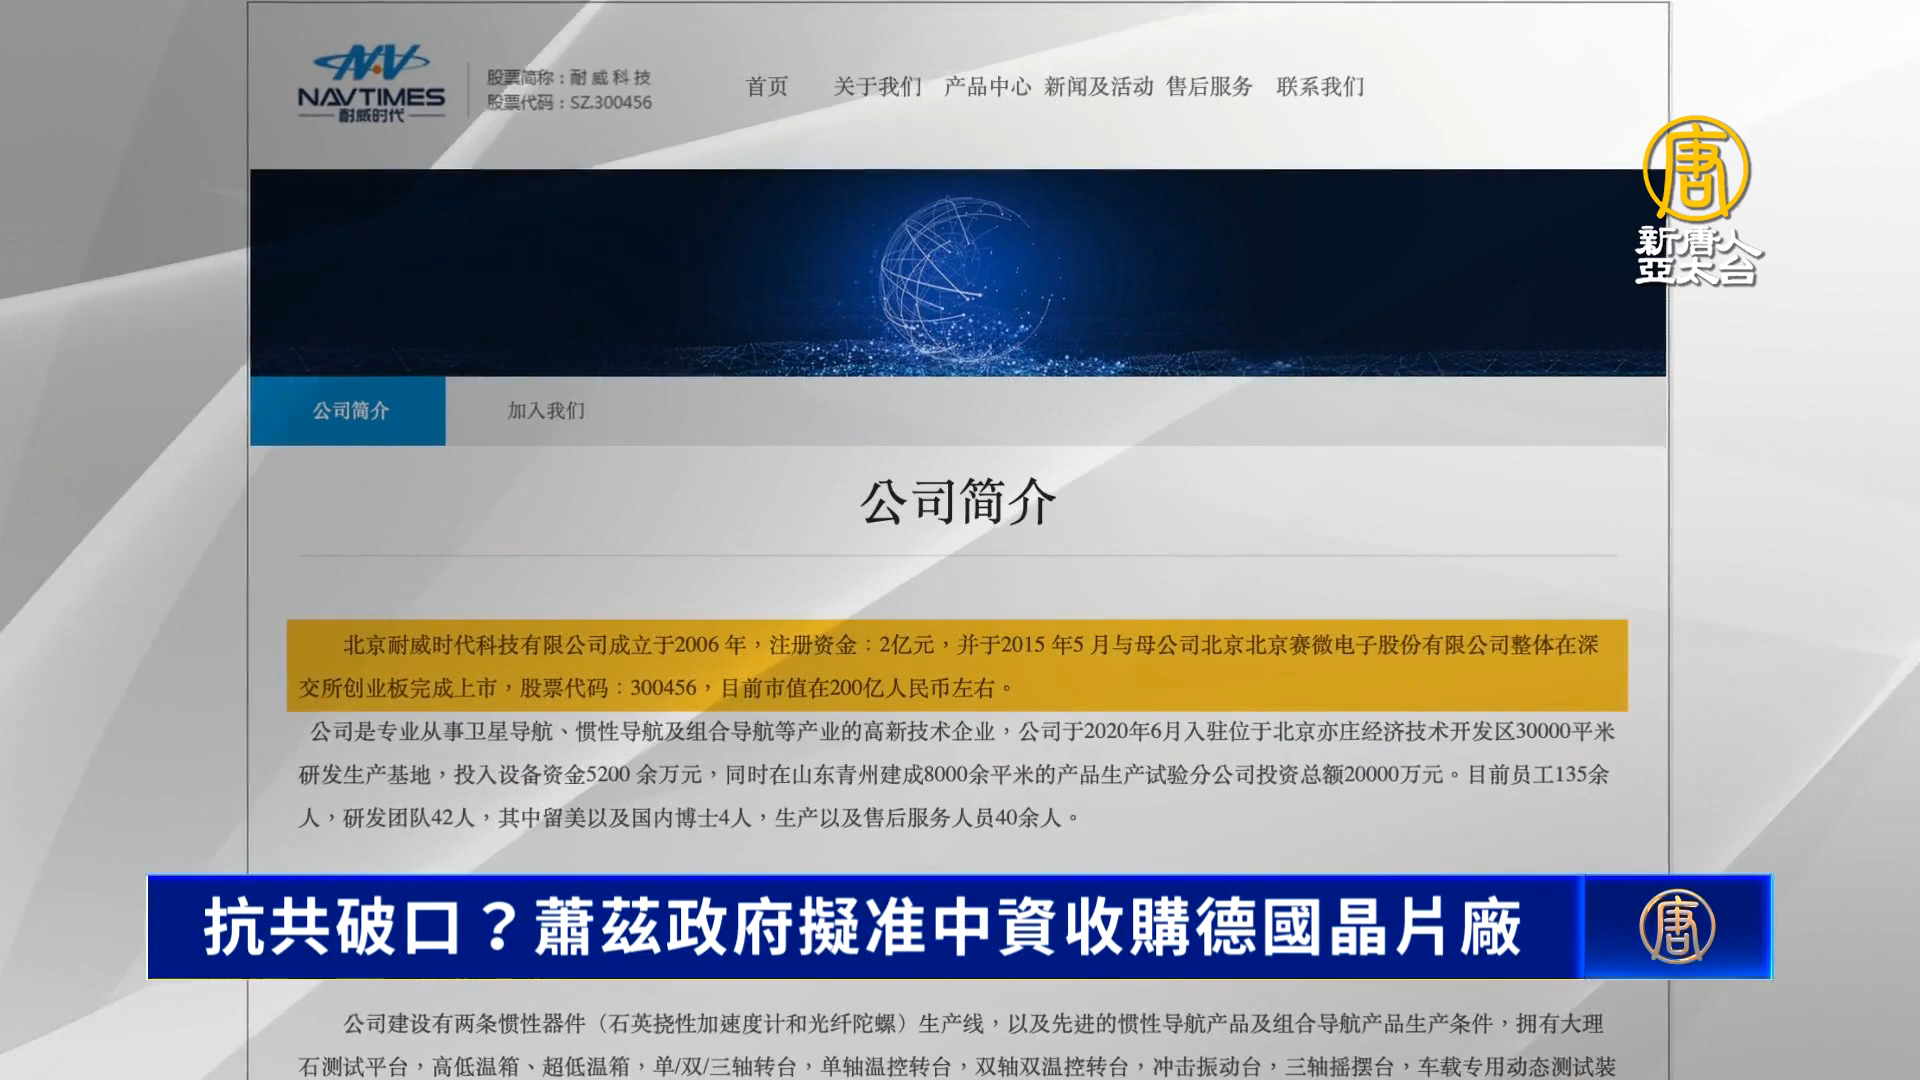 NAVTIMES
耐威时代
股票简称：耐威科技
股票代码：SZ.300456
首页 关于我们 产品中心 新闻及活动 售后服务 联系我们
唐
新唐人
亞太台
公司简介 加入我们
公司简介
北京耐威时代科技有限公司成立于2006 年，注册资金：2亿元，并于2015 年5 月与母公司北京北京赛微电子股份有限公司整体在深
交所创业板完成上市，股票代码：300456，目前市值在200亿人民币左右。
公司是专业从事卫星导航、惯性导航及组合导航等产业的高新技术企业，公司于2020年6月入驻位于北京亦庄经济技术开发区30000平米
研发生产基地，投入设备资金5200 余万元，同时在山东青州建成8000余平米的产品生产试验分公司投资总额20000万元。目前员工135余
人，研发团队42人，其中留美以及国内博士4人，生产以及售后服务人员40余人。
抗共破口？蕭茲政府擬准中資收購德國晶片廠
唐
公司建设有两条惯性器件（石英挠性加速度计和光纤陀螺）生产线，以及先进的惯性导航产品及组合导航产品生产条件，拥有大理
石测试平台，高低温箱、超低温箱，单/双/三轴转台，单轴温控转台，双轴双温控转台，冲击振动台，三轴摇摆台，车载专用动态测试装